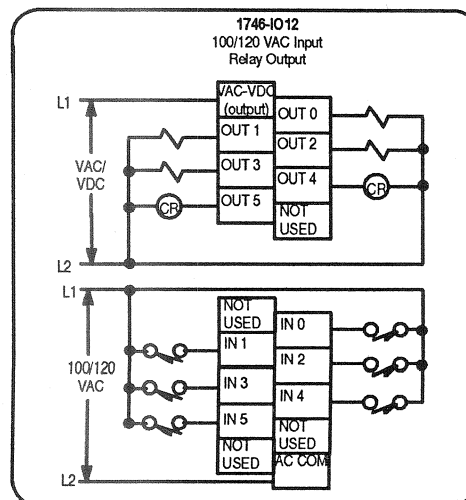 1746-IO12
100/120 VAC Input
Relay Output
L1
VAC-VDC
(output)
OUT 0
OUT 1
OUT 2
VAC/
VDC
OUT 3
OUT 4
CR
CR
OUT 5
NOT
USED
L2
L1
NOT
USED
IN 0
IN 1
IN 2
100/120
VAC
IN 3
IN 4
IN 5
NOT
USED
NOT
USED
AC COM
L2